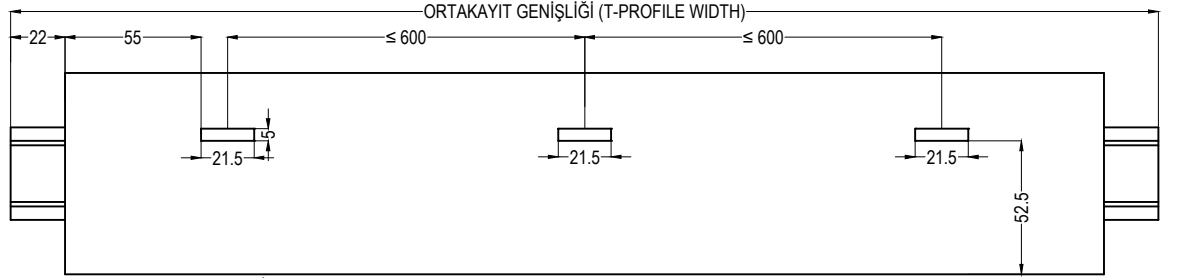 ORTAKAYIT GENİŞLİĞİ (T-PROFILE WIDTH)
22 55 ≤ 600 ≤ 600
5
21.5 21.5 21.5
52.5